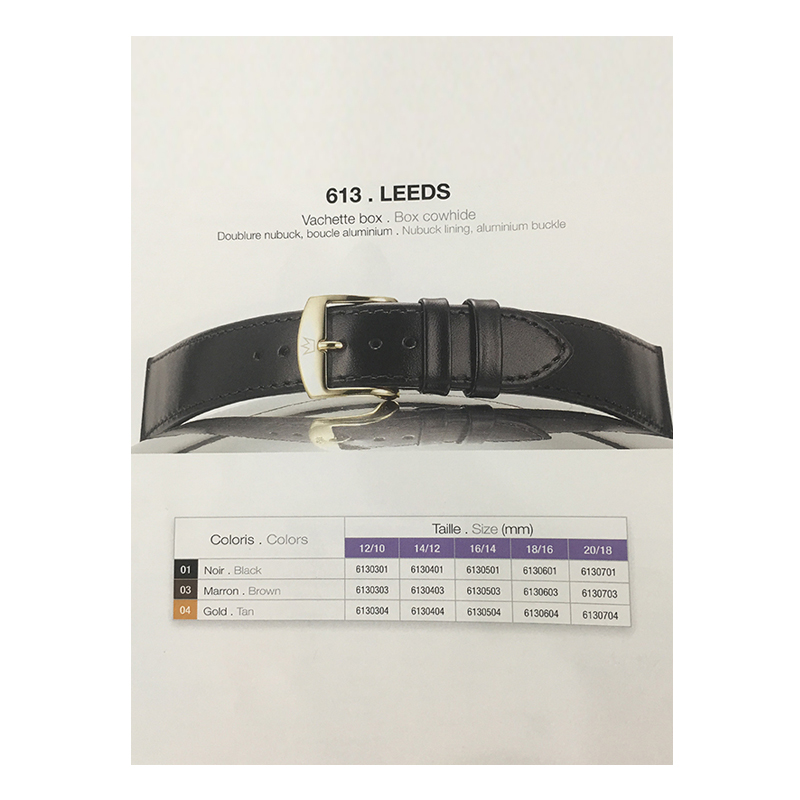 613 . LEEDS
Vachette box . Box cowhide
Doublure nubuck, boucle aluminium . Nubuck lining, aluminium buckle
Coloris . Colors
Taille . Size (mm)
12/10 14/12 16/14 18/16 20/18
01 Noir . Black 6130301 6130401 6130501 6130601 6130701
03 Marron . Brown 6130303 6130403 6130503 6130603 6130703
04 Gold . Tan 6130304 6130404 6130504 6130604 6130704